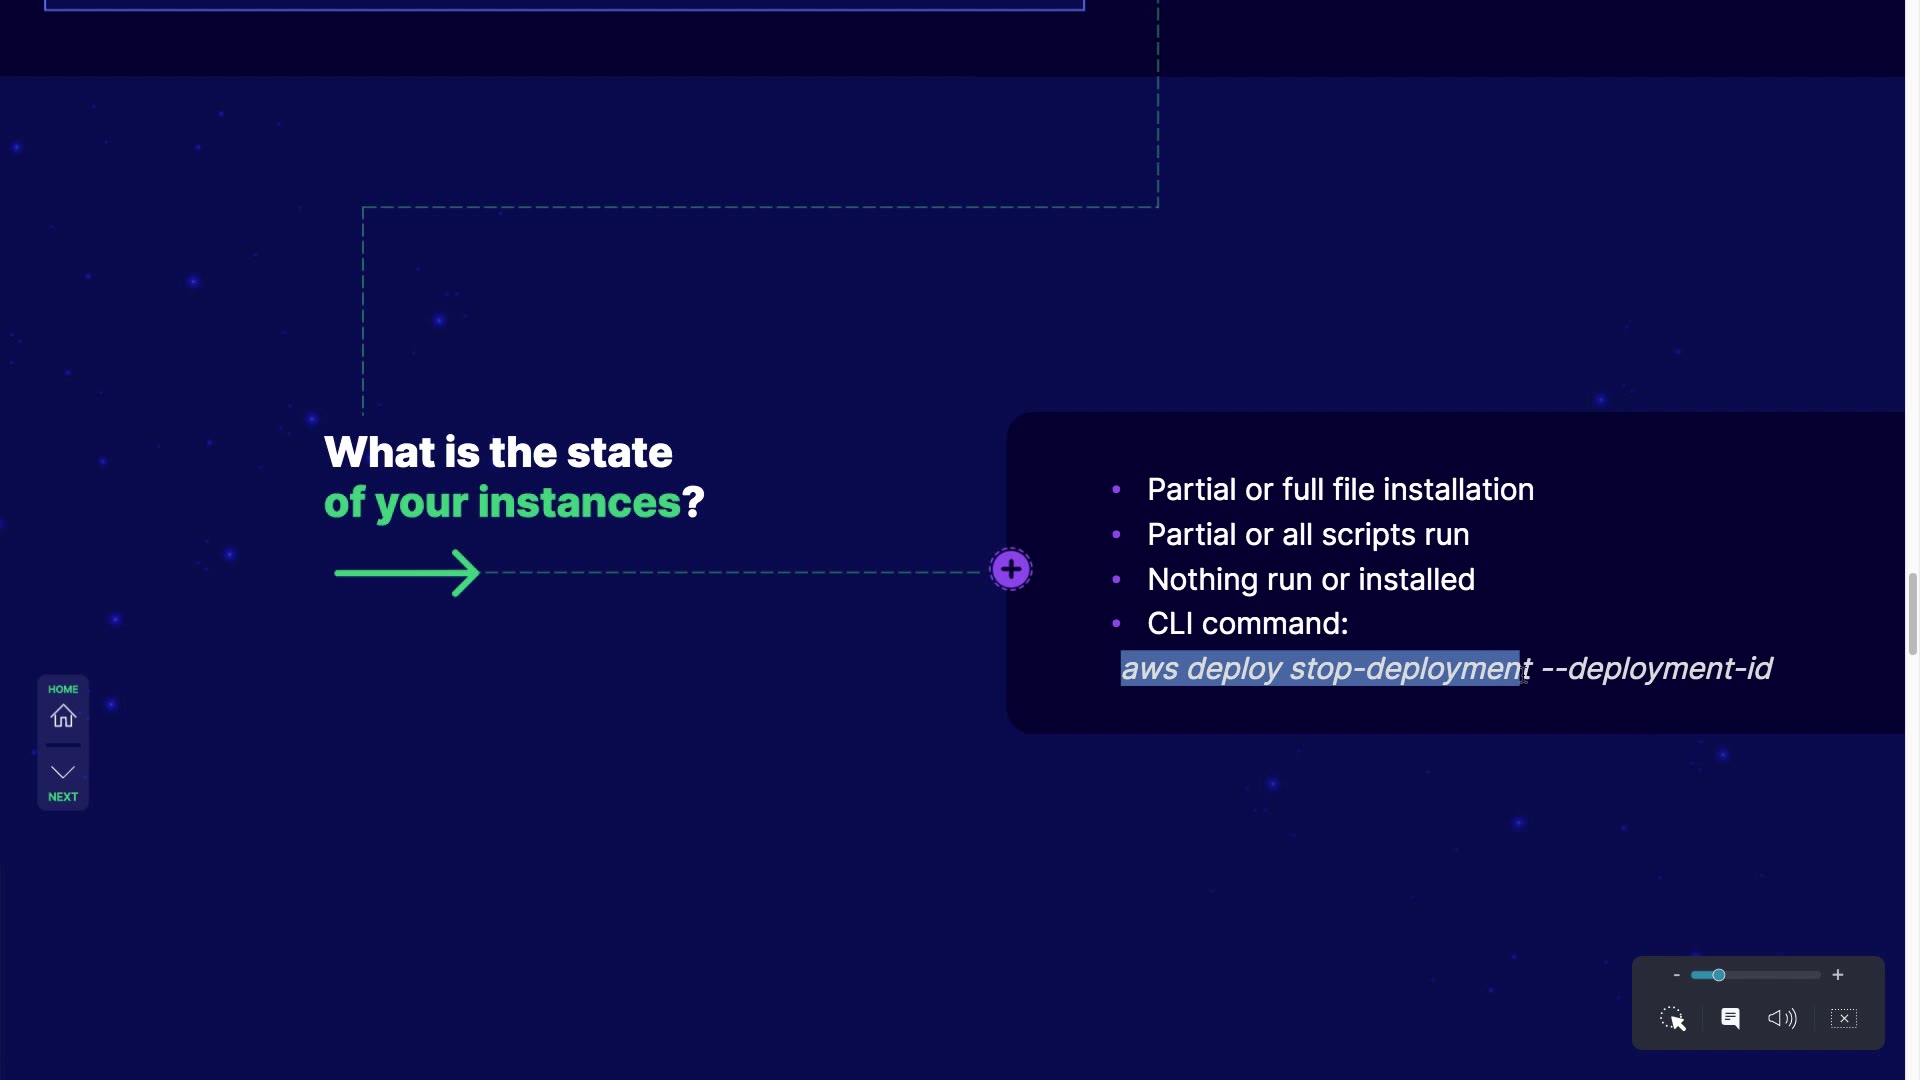 What is the state
of your instances?
• Partial or full file installation
• Partial or all scripts run
• Nothing run or installed
• CLI command:
aws deploy stop-deployment --deployment-id
HOME
NEXT
- +